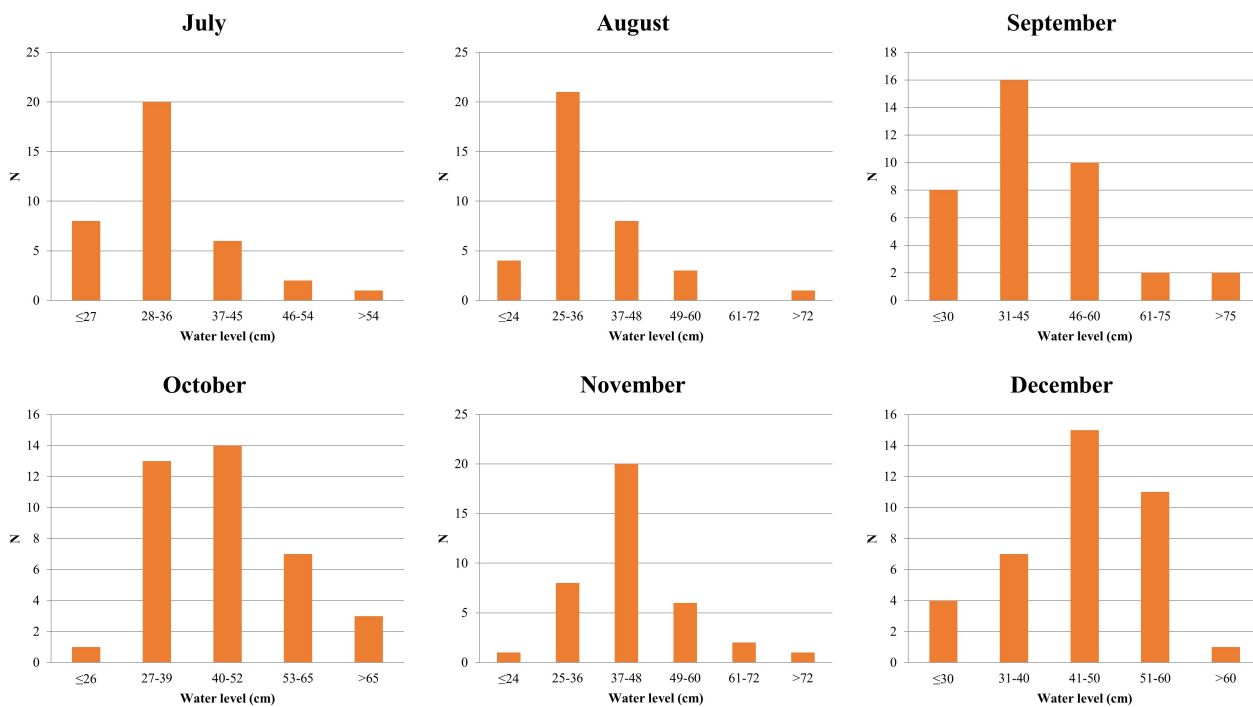 July
25
20
15
10
5
0
N
≤27 28-36 37-45 46-54 >54
Water level (cm)
August
25
20
15
10
5
0
N
≤24 25-36 37-48 49-60 61-72 >72
Water level (cm)
September
18
16
14
12
10
8
6
4
2
0
N
≤30 31-45 46-60 61-75 >75
Water level (cm)
October
16
14
12
10
8
6
4
2
0
N
≤26 27-39 40-52 53-65 >65
Water level (cm)
November
25
20
15
10
5
0
N
≤24 25-36 37-48 49-60 61-72 >72
Water level (cm)
December
16
14
12
10
8
6
4
2
0
N
≤30 31-40 41-50 51-60 >60
Water level (cm)